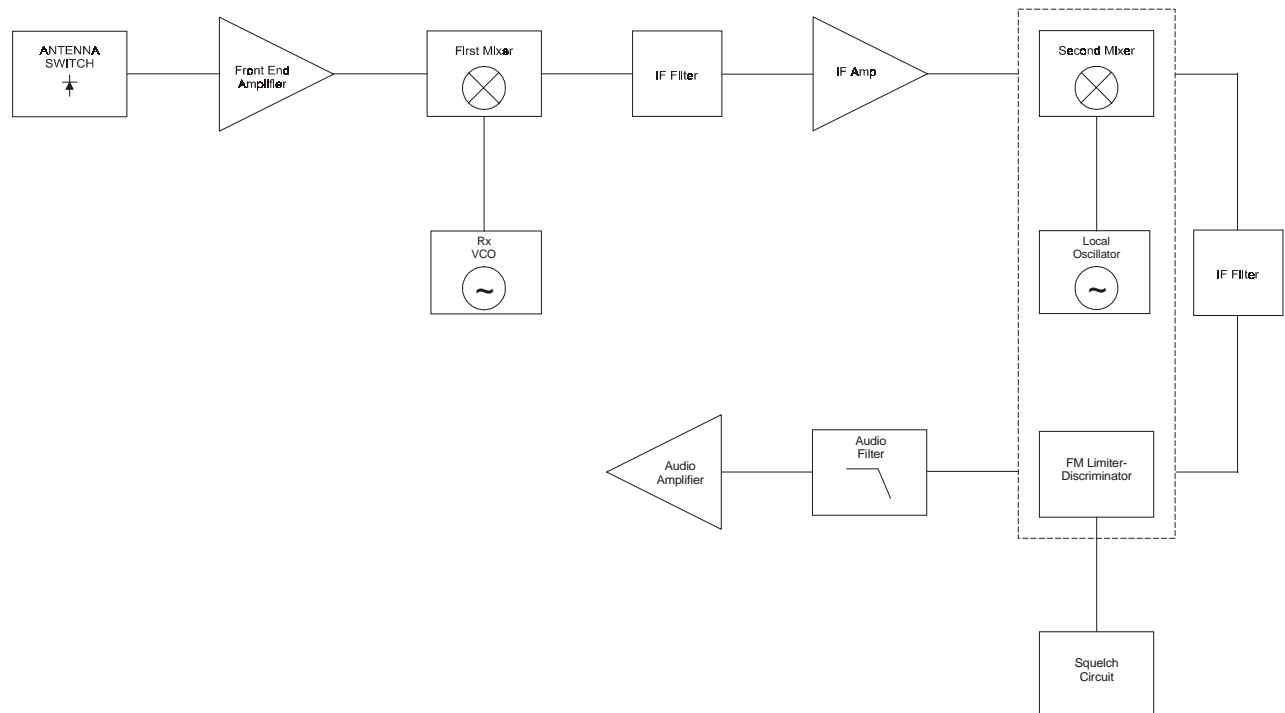 ANTENNA
SWITCH
Front End
Amplifier
First Mixer
IF Filter
IF Amp
Second Mixer
Rx
VCO
~
Local
Oscillator
~
IF Filter
Audio
Amplifier
Audio
Filter
FM Limiter-
Discriminator
Squelch
Circuit